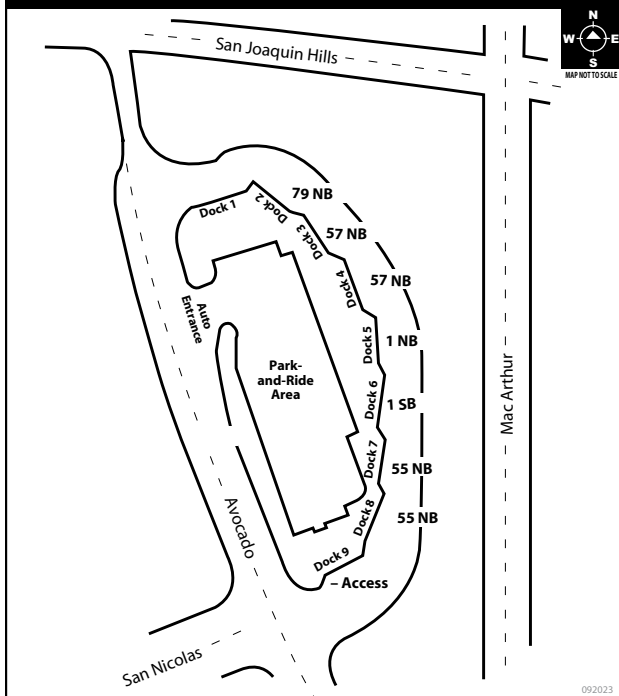 N
W E
S
MAP NOT TO SCALE
San Joaquin Hills
Dock 1
Dock 2
79 NB
Dock 3
57 NB
Dock 4
57 NB
Auto
Entrance
Dock 5
1 NB
Park-
and-Ride
Area
Dock 6
1 SB
Mac Arthur
Dock 7
55 NB
Dock 8
55 NB
Avocado
Dock 9
– Access
San Nicolas
092023